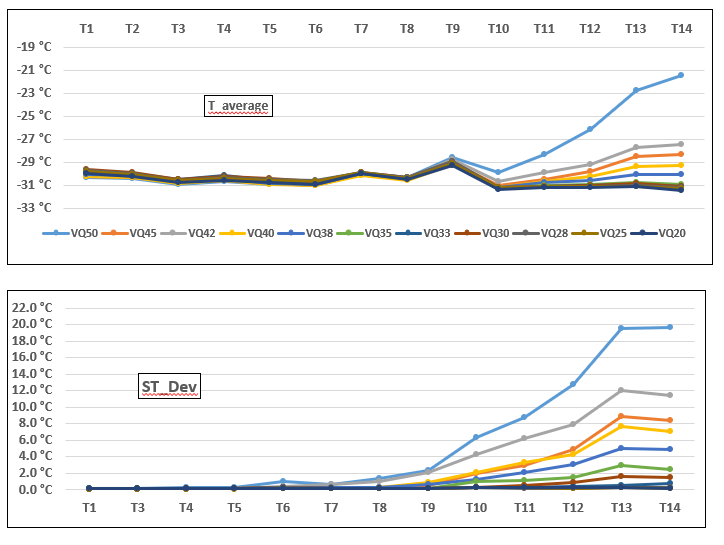 T1 T2 T3 T4 T5 T6 T7 T8 T9 T10 T11 T12 T13 T14
-19 °C
-21 °C
-23 °C
-25 °C
-27 °C
-29 °C
-31 °C
-33 °C
T_average
VQ50 VQ45 VQ42 VQ40 VQ38 VQ35 VQ33 VQ30 VQ28 VQ25 VQ20
22.0 °C
20.0 °C
18.0 °C
16.0 °C
14.0 °C
12.0 °C
10.0 °C
8.0 °C
6.0 °C
4.0 °C
2.0 °C
0.0 °C
ST_Dev
T1 T2 T3 T4 T5 T6 T7 T8 T9 T10 T11 T12 T13 T14